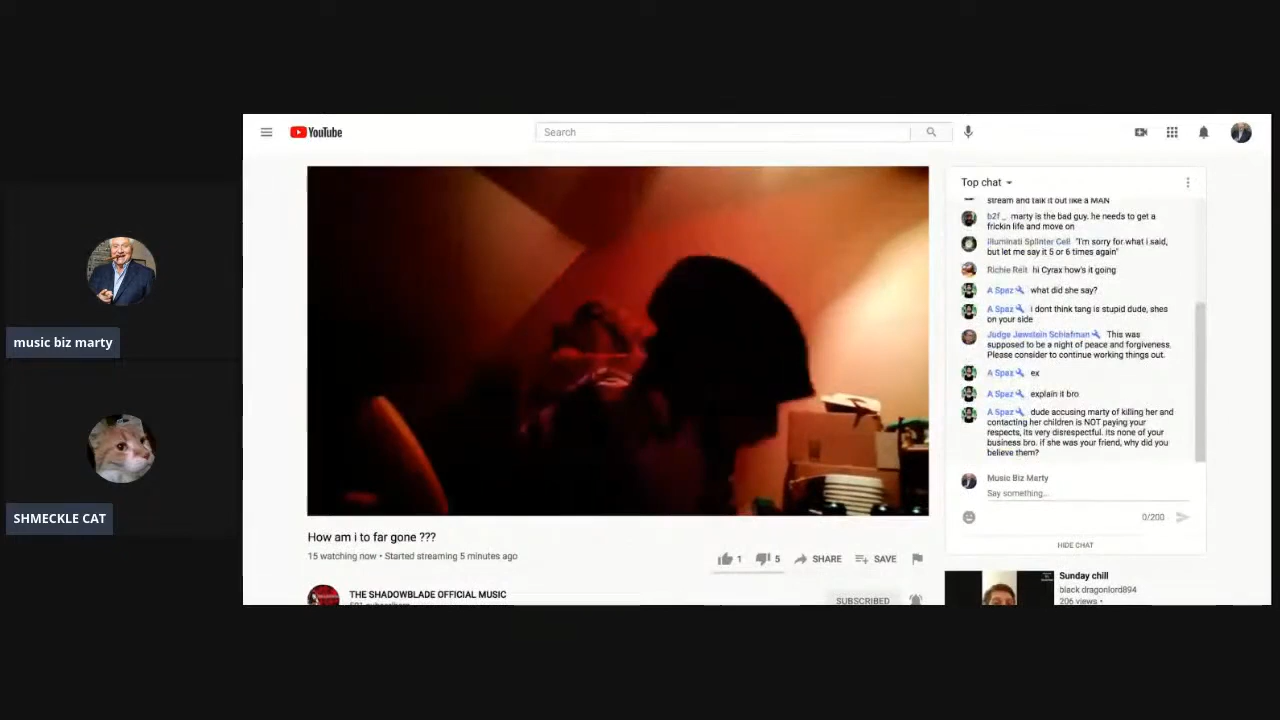 YouTube
Search
Top chat
stream and talk it out like a MAN
b2f_ marty is the bad guy. he needs to get a
frickin life and move on
Illuminati Splinter Cell "I'm sorry for what i said,
but let me say it 5 or 6 times again"
Richie Reit hi Cyrax how's it going
A Spaz what did she say?
A Spaz i dont think tang is stupid dude, shes
on your side
Judge Jewstein Schlafman This was
supposed to be a night of peace and forgiveness.
Please consider to continue working things out.
A Spaz ex
A Spaz explain it bro
A Spaz dude accusing marty of killing her and
contacting her children is NOT paying your
respects, its very disrespectful. its none of your
business bro. if she was your friend, why did you
believe them?
Music Biz Marty
Say something...
0/200
HIDE CHAT
music biz marty
SHMECKLE CAT
How am i to far gone ???
15 watching now • Started streaming 5 minutes ago
1
5
SHARE
SAVE
THE SHADOWBLADE OFFICIAL MUSIC
SUBSCRIBED
Sunday chill
black dragonlord894
206 views •